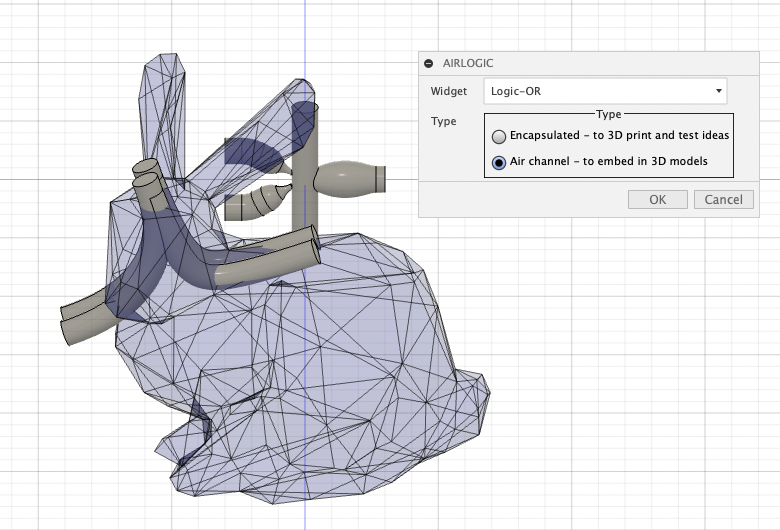 AIRLOGIC
Widget Logic-OR
Type
Type
Encapsulated - to 3D print and test ideas
Air channel - to embed in 3D models
OK Cancel